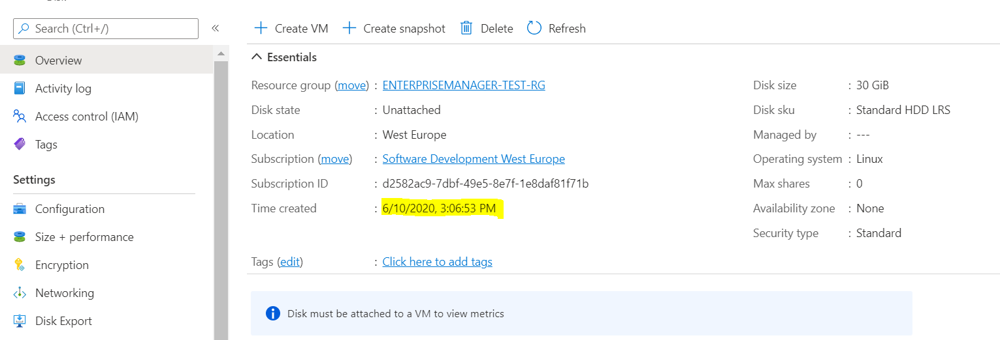 Search (Ctrl+/)
«
Overview
Activity log
Access control (IAM)
Tags
Settings
Configuration
Size + performance
Encryption
Networking
Disk Export
Create VM Create snapshot Delete Refresh
Essentials
Resource group (move) : ENTERPRISEMANAGER-TEST-RG
Disk state : Unattached
Location : West Europe
Subscription (move) : Software Development West Europe
Subscription ID : d2582ac9-7dbf-49e5-8e7f-1e8daf81f71b
Time created : 6/10/2020, 3:06:53 PM
Tags (edit) : Click here to add tags
Disk size : 30 GiB
Disk sku : Standard HDD LRS
Managed by : ---
Operating system : Linux
Max shares : 0
Availability zone : None
Security type : Standard
Disk must be attached to a VM to view metrics